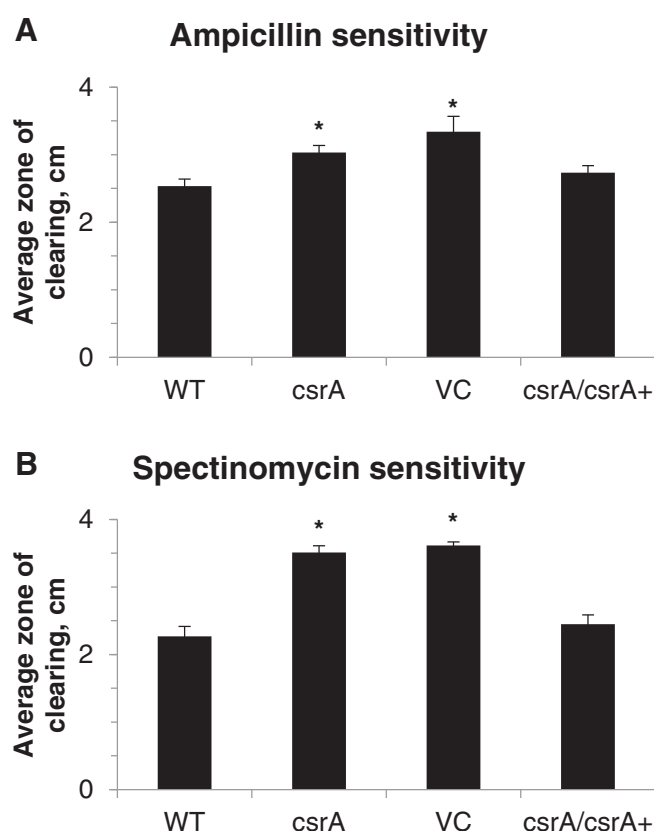 A
Ampicillin sensitivity
Average zone of
clearing, cm
4
2
0
*
*
WT csrA VC csrA/csrA+
B
Spectinomycin sensitivity
Average zone of
clearing, cm
4
2
0
*
*
WT csrA VC csrA/csrA+